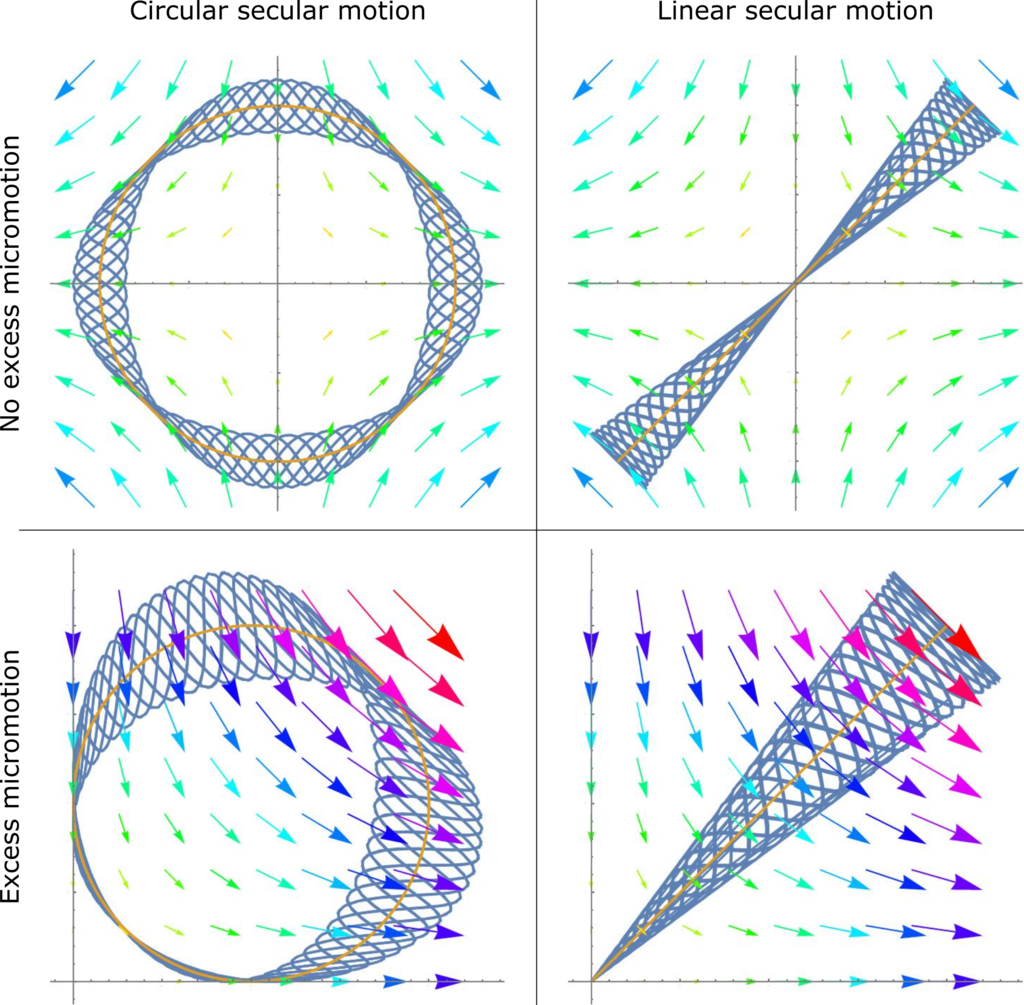 Circular secular motion
Linear secular motion
No excess micromotion
Excess micromotion